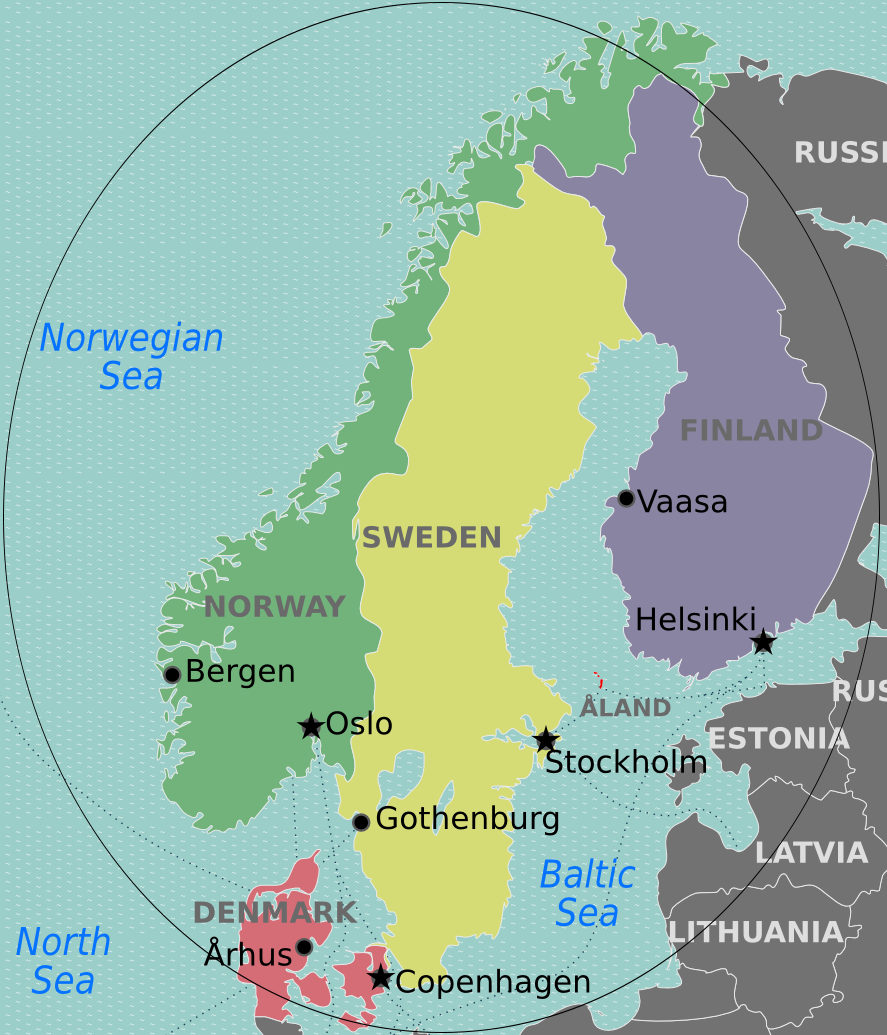 RUSSI
Norwegian
Sea
FINLAND
Vaasa
SWEDEN
NORWAY
Helsinki
Bergen
RUS
ÅLAND
Oslo
ESTONIA
Stockholm
Gothenburg
LATVIA
Baltic
Sea
DENMARK
LITHUANIA
North
Sea
Århus
Copenhagen